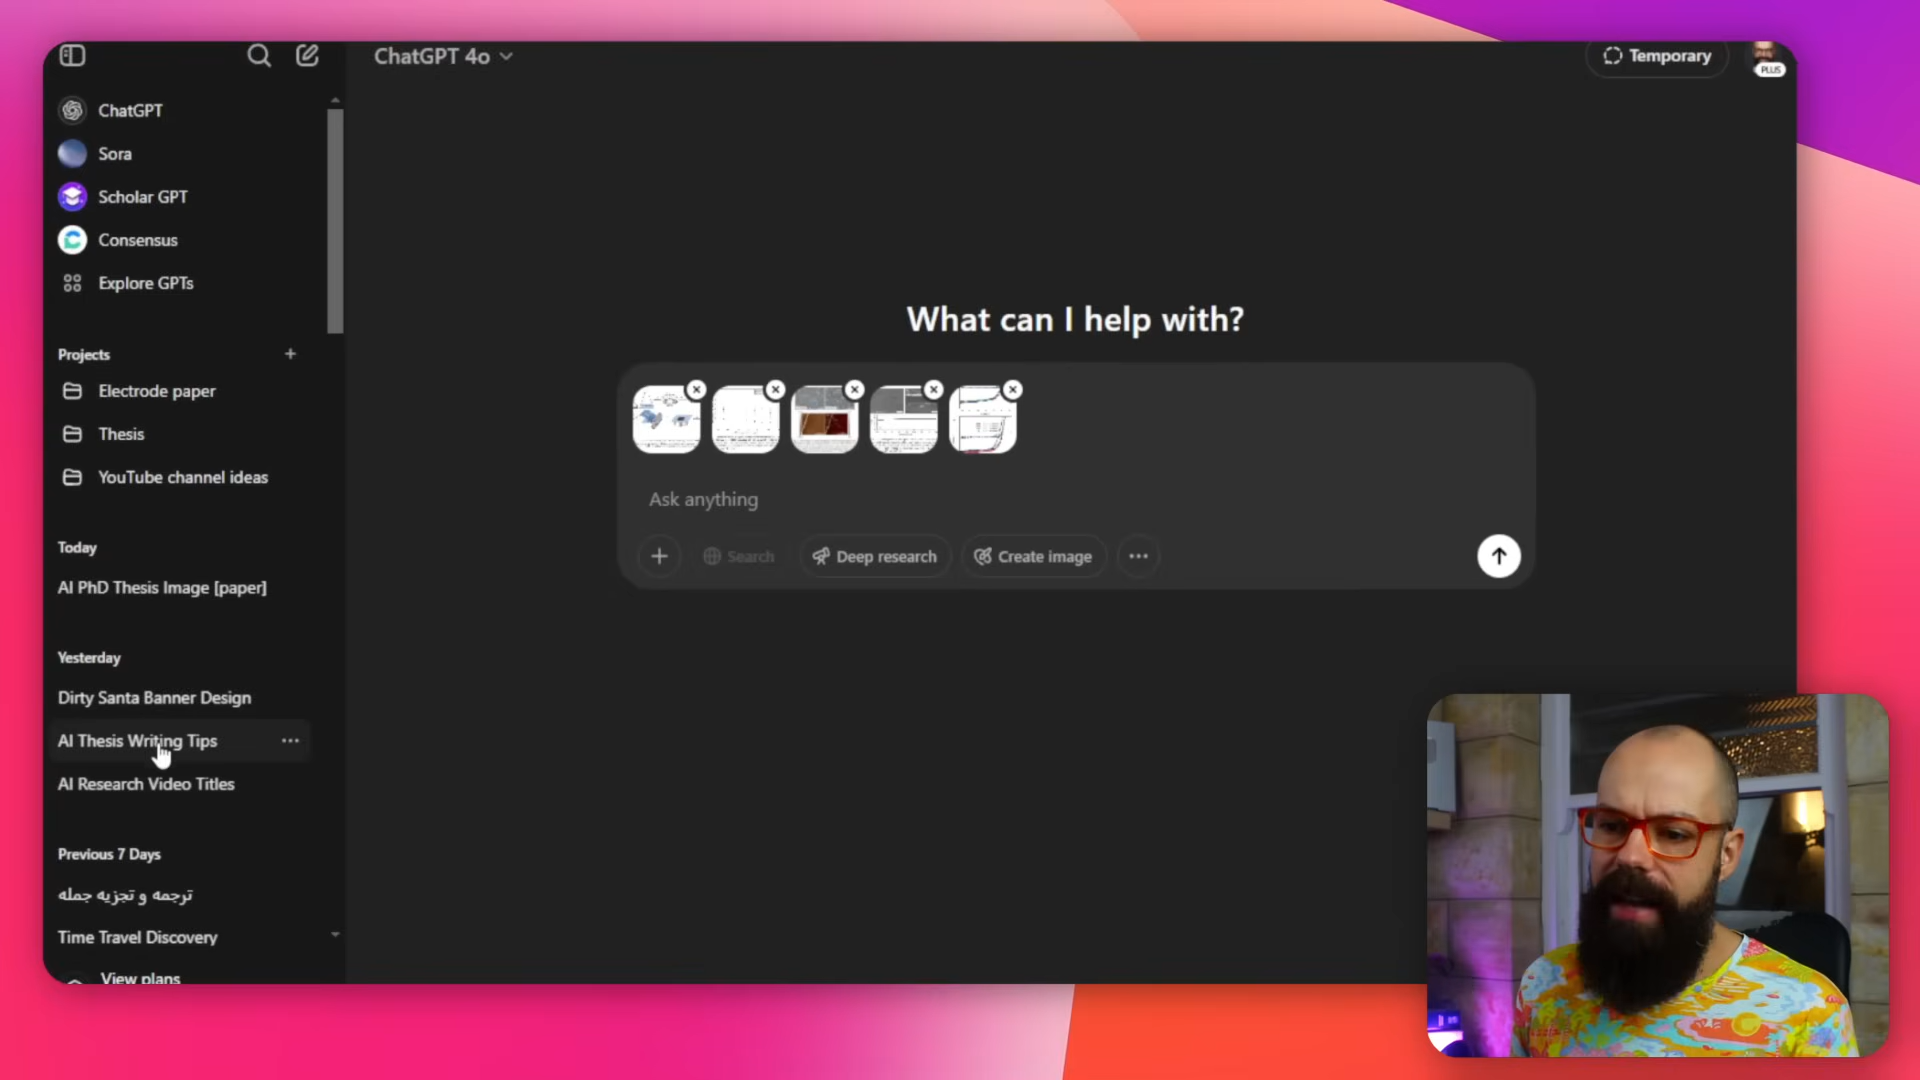 ChatGPT 4o
Temporary
PLUS
ChatGPT
Sora
Scholar GPT
Consensus
Explore GPTs
Projects
Electrode paper
Thesis
YouTube channel ideas
Today
AI PhD Thesis Image [paper]
Yesterday
Dirty Santa Banner Design
AI Thesis Writing Tips
AI Research Video Titles
Previous 7 Days
ترجمه و تجزیه جمله
Time Travel Discovery
View plans
What can I help with?
Ask anything
Search
Deep research
Create image